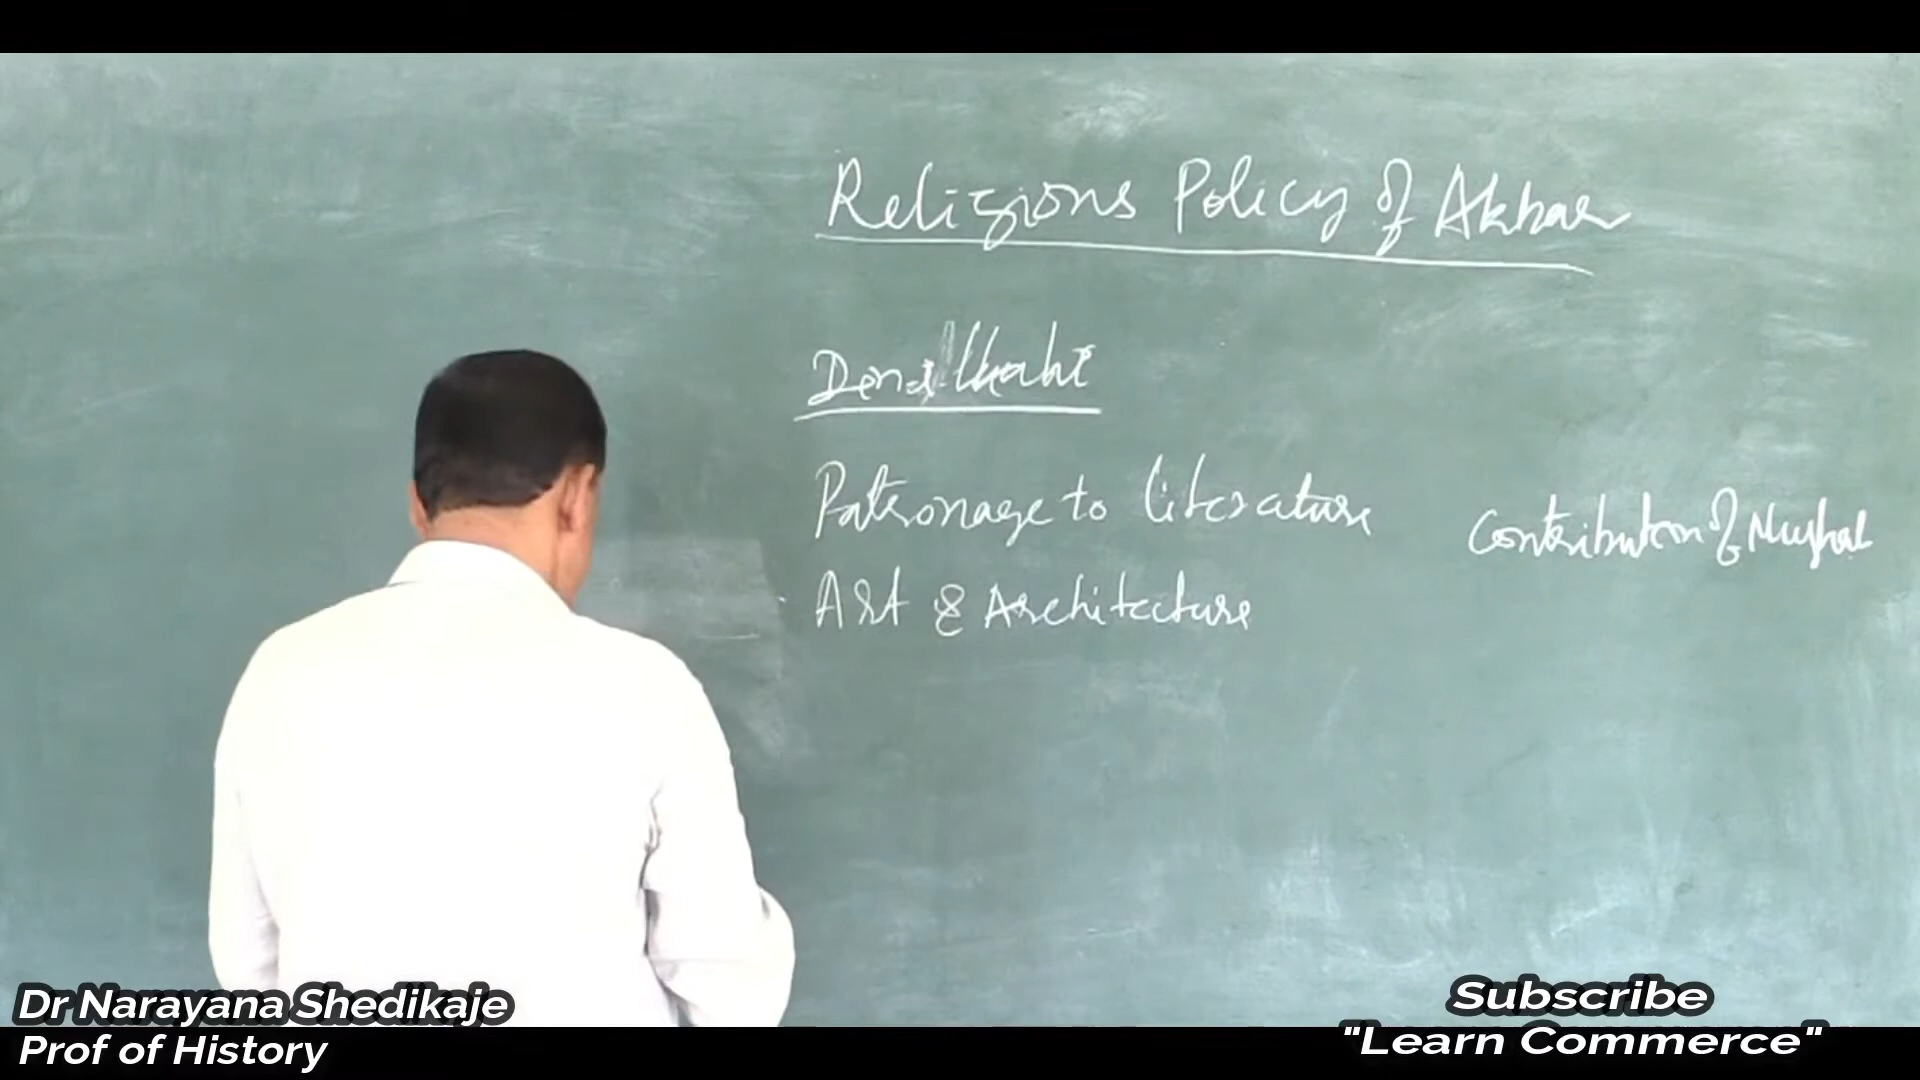 Religions Policy of Akbar
Den-i-Ilahi
Patronage to literature
Contribution of Mughal
Art & Architecture
Dr Narayana Shedikaje
Prof of History
Subscribe
"Learn Commerce"